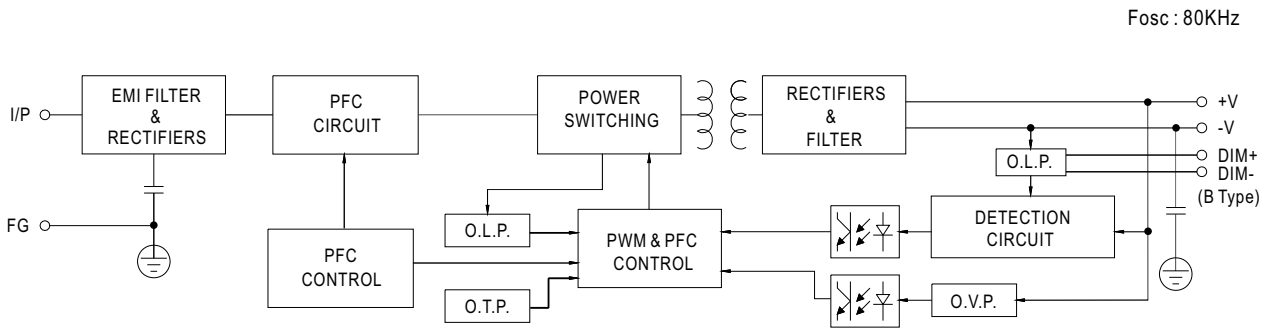 Fosc : 80KHz
I/P
EMI FILTER
&
RECTIFIERS
PFC
CIRCUIT
POWER
SWITCHING
RECTIFIERS
&
FILTER
+V
-V
DIM+
DIM-
(B Type)
O.L.P.
FG
PFC
CONTROL
O.L.P.
O.T.P.
PWM & PFC
CONTROL
DETECTION
CIRCUIT
O.V.P.